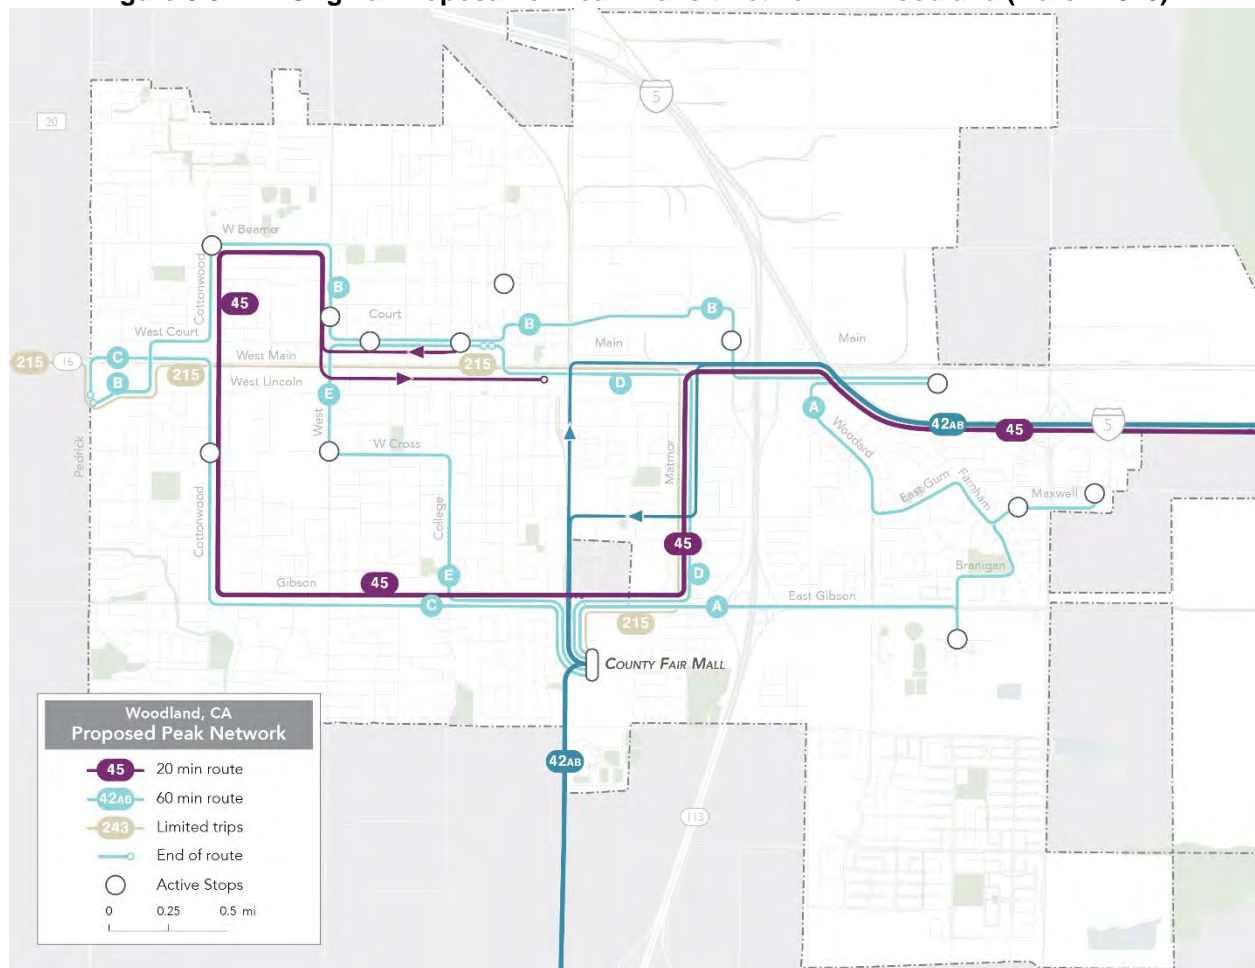 5
20
W Beamer
Cottonwood
45
B
Court
B
B
West Court
Main
Main
215
16
C
West Main
215
B
215
West Lincoln
D
E
A
West
W Cross
42AB
45
5
Woodard
Pedrick
Matmor
East Gum
Farnham
Maxwell
College
Cottonwood
45
Branigan
E
D
Gibson
45
C
A
East Gibson
215
COUNTY FAIR MALL
42AB
113
Woodland, CA
Proposed Peak Network
45 20 min route
42AB 60 min route
243 Limited trips
End of route
Active Stops
0 0.25 0.5 mi